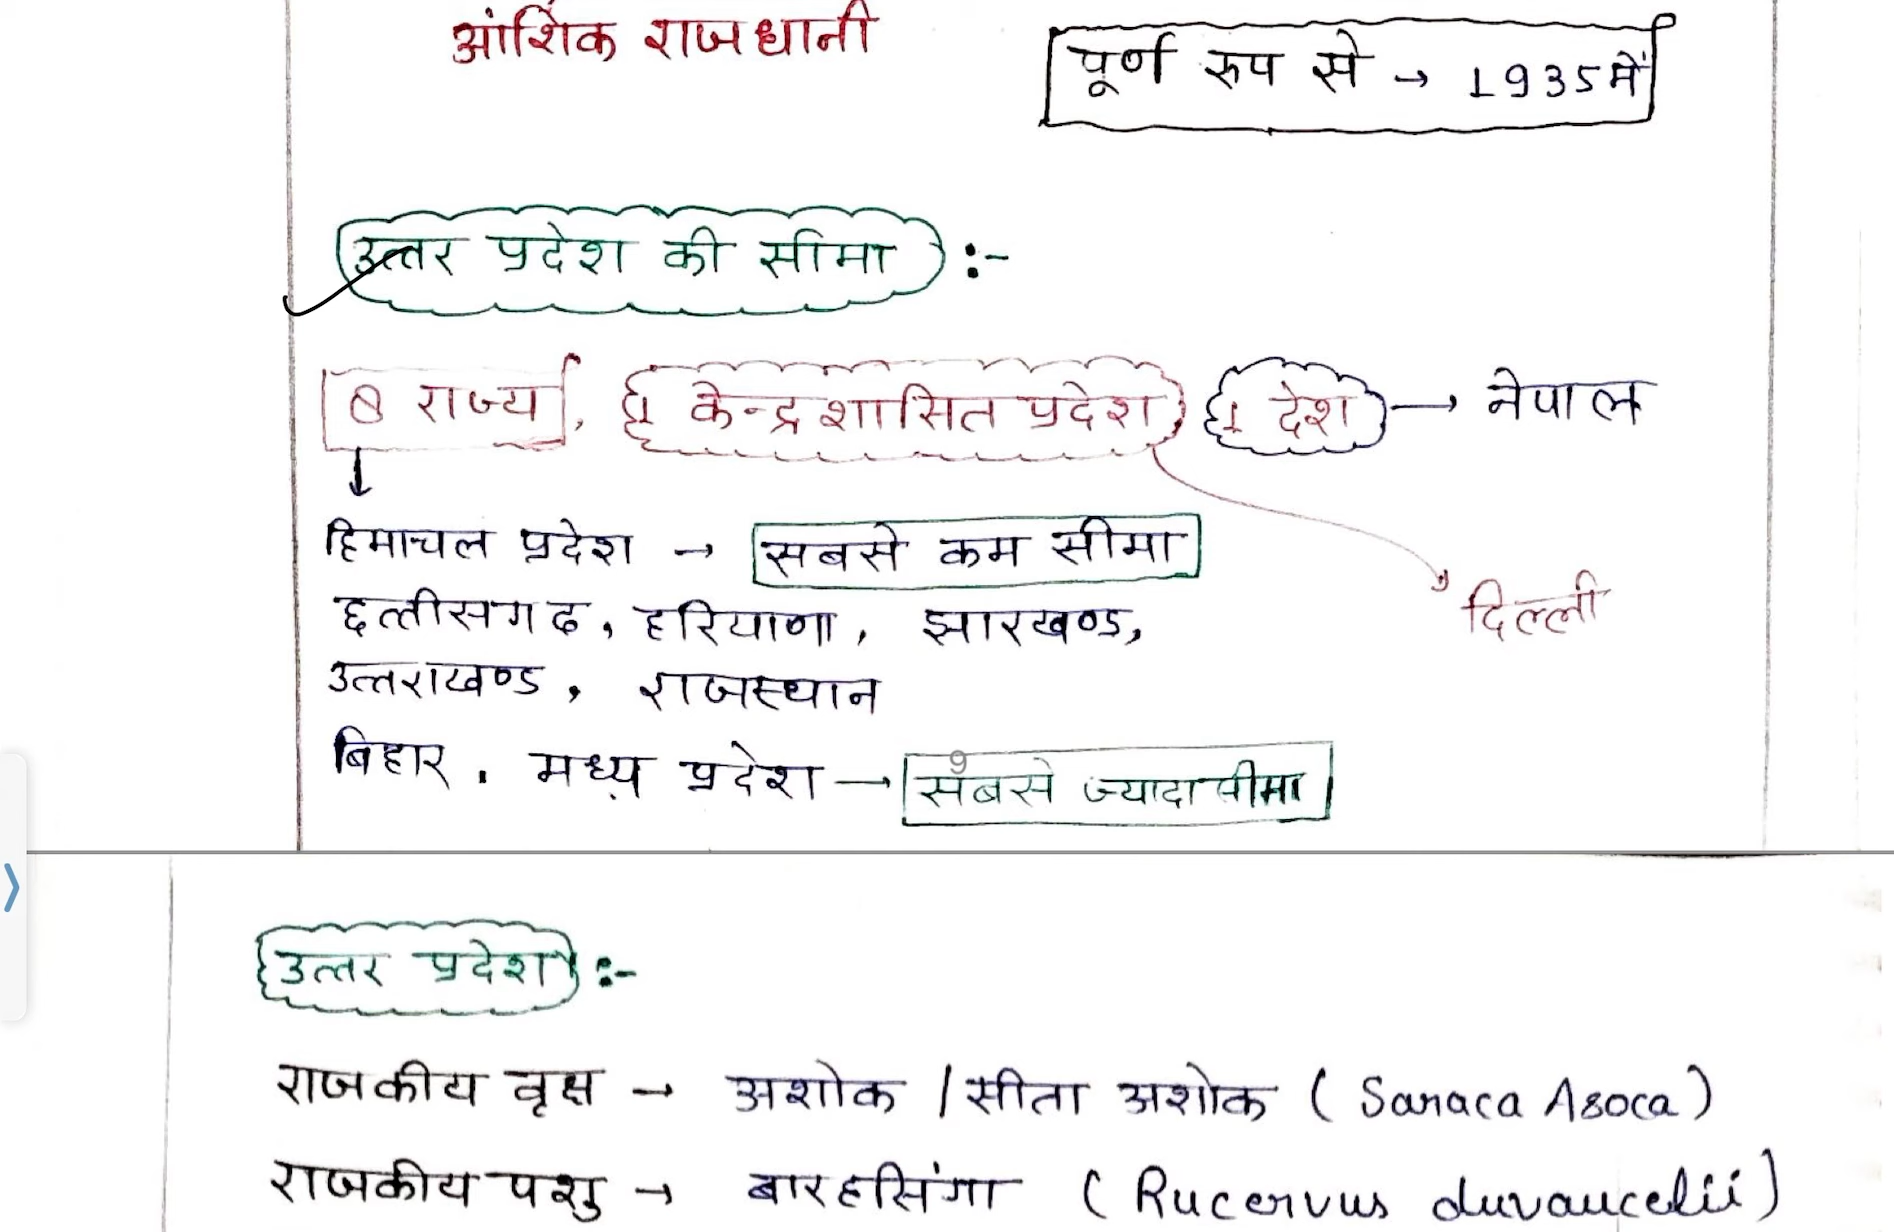 आंशिक राजधानी
पूर्ण रुप से → 1935 में
उत्तर प्रदेश की सीमा :-
8 राज्य, 1 केन्द्रशासित प्रदेश 1 देश → नेपाल
हिमाचल प्रदेश → सबसे कम सीमा
छत्तीसगढ, हरियाणा, झारखण्ड,
दिल्ली
उत्तराखण्ड, राजस्थान
बिहार, मध्य प्रदेश → सबसे ज्यादा सीमा
9
उत्तर प्रदेश :-
राजकीय वृक्ष → अशोक / सीता अशोक ( Saraca Asoca )
राजकीय पशु → बारहसिंगा ( Rucervus duvaucelii )